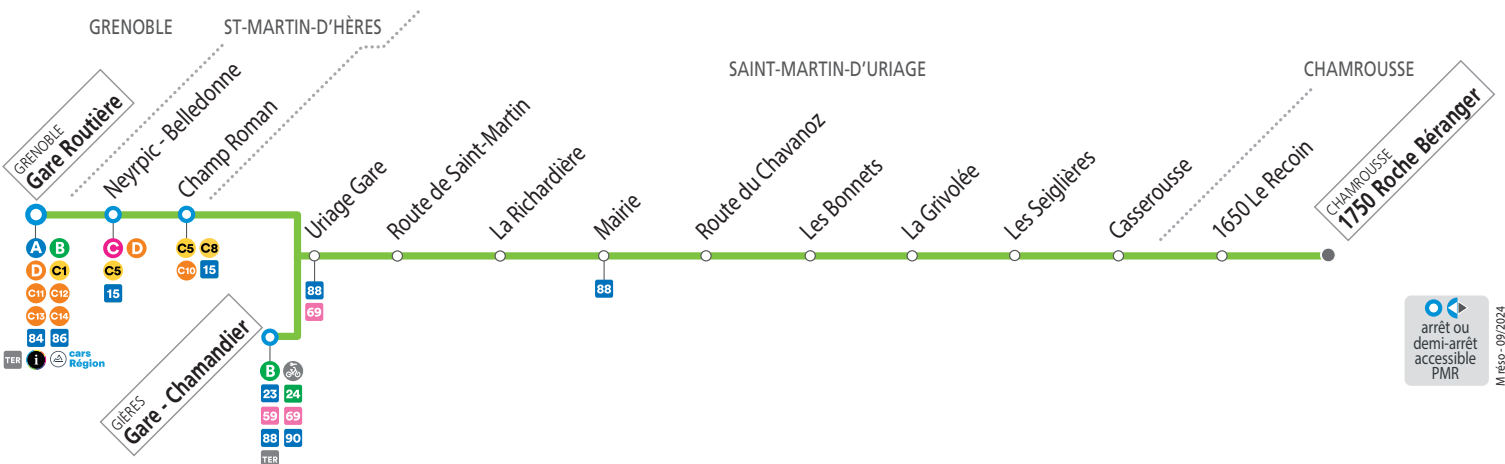 GRENOBLE
ST-MARTIN-D'HÈRES
SAINT-MARTIN-D'URIAGE
CHAMROUSSE
GRENOBLE
Gare Routière
Neyrpic - Belledonne
Champ Roman
Uriage Gare
Route de Saint-Martin
La Richardière
Mairie
Route du Chavanoz
Les Bonnets
La Grivolée
Les Seiglières
Casserousse
1650 Le Recoin
CHAMROUSSE
1750 Roche Béranger
A B
D C1
C11 C12
C13 C14
84 86
TER i cars
Région
C D
C5
15
C5 C8
C10 15
88
69
88
GIÈRES
Gare - Chamandier
B
23 24
59 69
88 90
TER
arrêt ou
demi-arrêt
accessible
PMR
M réso - 09/2024